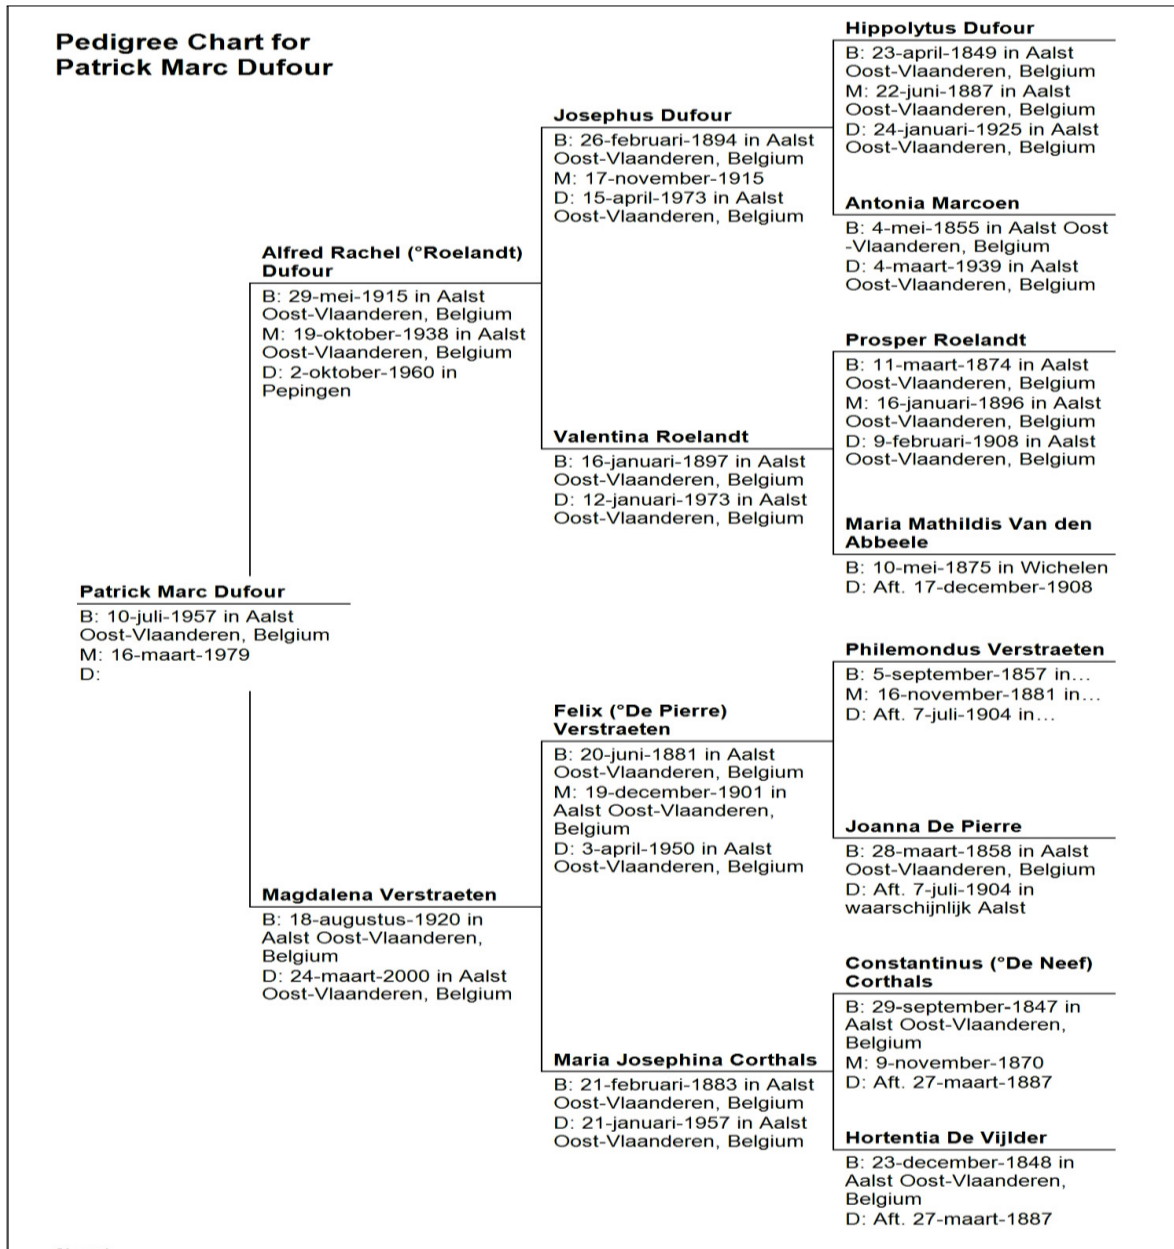 Pedigree Chart for
Patrick Marc Dufour
Patrick Marc Dufour
B: 10-juli-1957 in Aalst
Oost-Vlaanderen, Belgium
M: 16-maart-1979
D:
Alfred Rachel (°Roelandt)
Dufour
B: 29-mei-1915 in Aalst
Oost-Vlaanderen, Belgium
M: 19-oktober-1938 in Aalst
Oost-Vlaanderen, Belgium
D: 2-oktober-1960 in
Pepingen
Magdalena Verstraeten
B: 18-augustus-1920 in
Aalst Oost-Vlaanderen,
Belgium
D: 24-maart-2000 in Aalst
Oost-Vlaanderen, Belgium
Josephus Dufour
B: 26-februari-1894 in Aalst
Oost-Vlaanderen, Belgium
M: 17-november-1915
D: 15-april-1973 in Aalst
Oost-Vlaanderen, Belgium
Valentina Roelandt
B: 16-januari-1897 in Aalst
Oost-Vlaanderen, Belgium
D: 12-januari-1973 in Aalst
Oost-Vlaanderen, Belgium
Felix (°De Pierre)
Verstraeten
B: 20-juni-1881 in Aalst
Oost-Vlaanderen, Belgium
M: 19-december-1901 in
Aalst Oost-Vlaanderen,
Belgium
D: 3-april-1950 in Aalst
Oost-Vlaanderen, Belgium
Maria Josephina Corthals
B: 21-februari-1883 in Aalst
Oost-Vlaanderen, Belgium
D: 21-januari-1957 in Aalst
Oost-Vlaanderen, Belgium
Hippolytus Dufour
B: 23-april-1849 in Aalst
Oost-Vlaanderen, Belgium
M: 22-juni-1887 in Aalst
Oost-Vlaanderen, Belgium
D: 24-januari-1925 in Aalst
Oost-Vlaanderen, Belgium
Antonia Marcoen
B: 4-mei-1855 in Aalst Oost
-Vlaanderen, Belgium
D: 4-maart-1939 in Aalst
Oost-Vlaanderen, Belgium
Prosper Roelandt
B: 11-maart-1874 in Aalst
Oost-Vlaanderen, Belgium
M: 16-januari-1896 in Aalst
Oost-Vlaanderen, Belgium
D: 9-februari-1908 in Aalst
Oost-Vlaanderen, Belgium
Maria Mathildis Van den
Abbeele
B: 10-mei-1875 in Wichelen
D: Aft. 17-december-1908
Philemondus Verstraeten
B: 5-september-1857 in…
M: 16-november-1881 in…
D: Aft. 7-juli-1904 in…
Joanna De Pierre
B: 28-maart-1858 in Aalst
Oost-Vlaanderen, Belgium
D: Aft. 7-juli-1904 in
waarschijnlijk Aalst
Constantinus (°De Neef)
Corthals
B: 29-september-1847 in
Aalst Oost-Vlaanderen,
Belgium
M: 9-november-1870
D: Aft. 27-maart-1887
Hortentia De Vijlder
B: 23-december-1848 in
Aalst Oost-Vlaanderen,
Belgium
D: Aft. 27-maart-1887